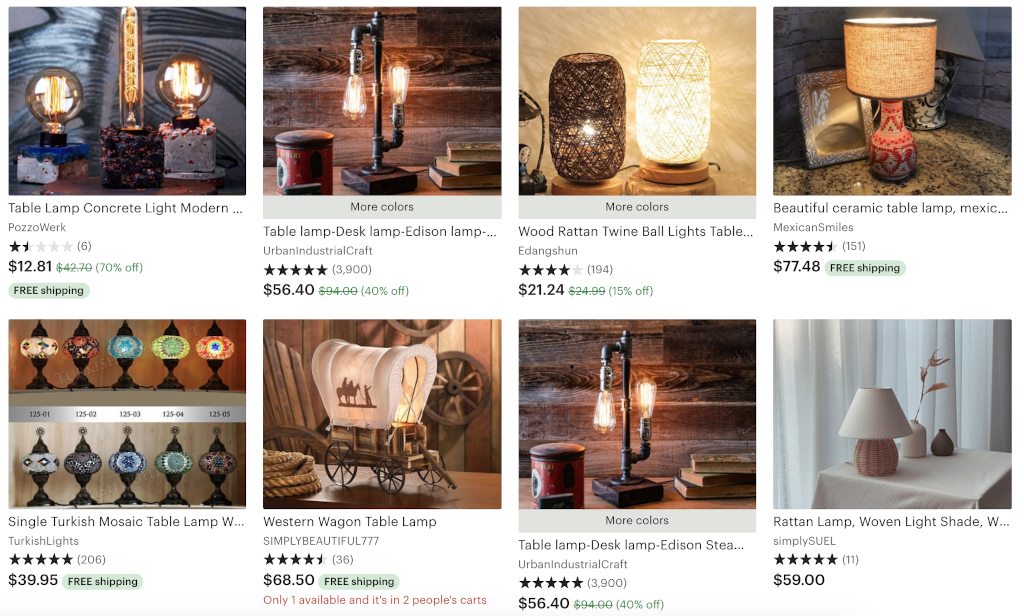 Table Lamp Concrete Light Modern ...
PozzoWerk
(6)
$12.81 $42.70 (70% off)
FREE shipping
More colors
Table lamp-Desk lamp-Edison lamp-...
UrbanIndustrialCraft
(3,900)
$56.40 $94.00 (40% off)
More colors
Wood Rattan Twine Ball Lights Table...
Edangshun
(194)
$21.24 $24.99 (15% off)
Beautiful ceramic table lamp, mexic...
MexicanSmiles
(151)
$77.48 FREE shipping
125-01 125-02 125-03 125-04 125-05
Single Turkish Mosaic Table Lamp W...
TurkishLights
(206)
$39.95 FREE shipping
Western Wagon Table Lamp
SIMPLYBEAUTIFUL777
(36)
$68.50 FREE shipping
Only 1 available and it's in 2 people's carts
More colors
Table lamp-Desk lamp-Edison Stea...
UrbanIndustrialCraft
(3,900)
$56.40 $94.00 (40% off)
Rattan Lamp, Woven Light Shade, W...
simplySUEL
(11)
$59.00